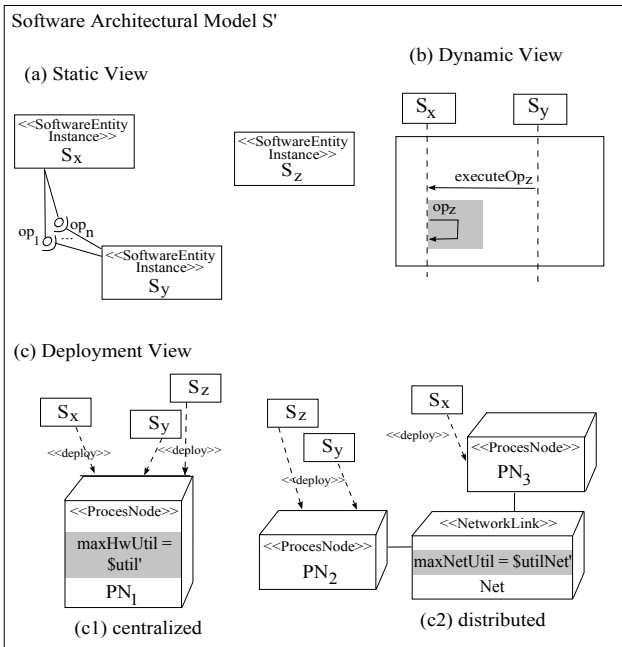 Software Architectural Model S'
(a) Static View
<<SoftwareEntity
Instance>>
Sx
<<SoftwareEntity
Instance>>
Sz
op1
opn
...
<<SoftwareEntity
Instance>>
Sy
(b) Dynamic View
Sx
Sy
executeOpz
opz
(c) Deployment View
Sx
Sy
Sz
<<deploy>>
<<deploy>>
<<ProcesNode>>
maxHwUtil =
$util'
PN1
(c1) centralized
Sz
Sy
<<deploy>>
<<ProcesNode>>
PN2
Sx
<<deploy>>
<<ProcesNode>>
PN3
<<NetworkLink>>
maxNetUtil = $utilNet'
Net
(c2) distributed